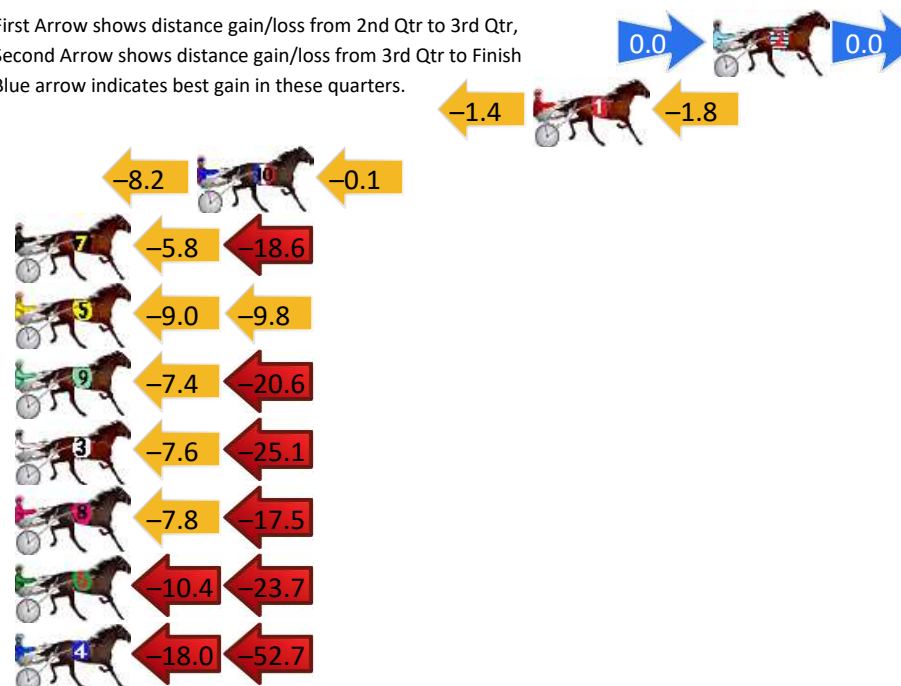 First Arrow shows distance gain/loss from 2nd Qtr to 3rd Qtr,
Second Arrow shows distance gain/loss from 3rd Qtr to Finish
Blue arrow indicates best gain in these quarters.
0.0 2 0.0
–1.4 1 –1.8
–8.2 10 –0.1
7 –5.8 –18.6
5 –9.0 –9.8
9 –7.4 –20.6
3 –7.6 –25.1
8 –7.8 –17.5
6 –10.4 –23.7
4 –18.0 –52.7